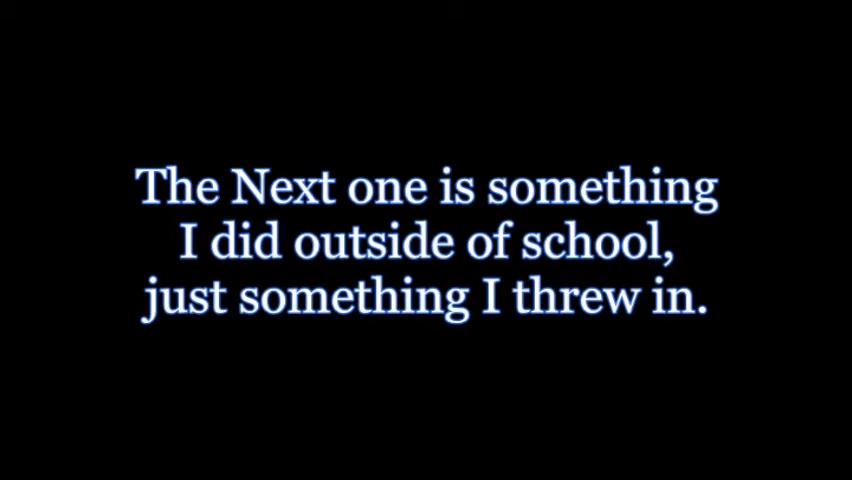 The Next one is something
I did outside of school,
just something I threw in.